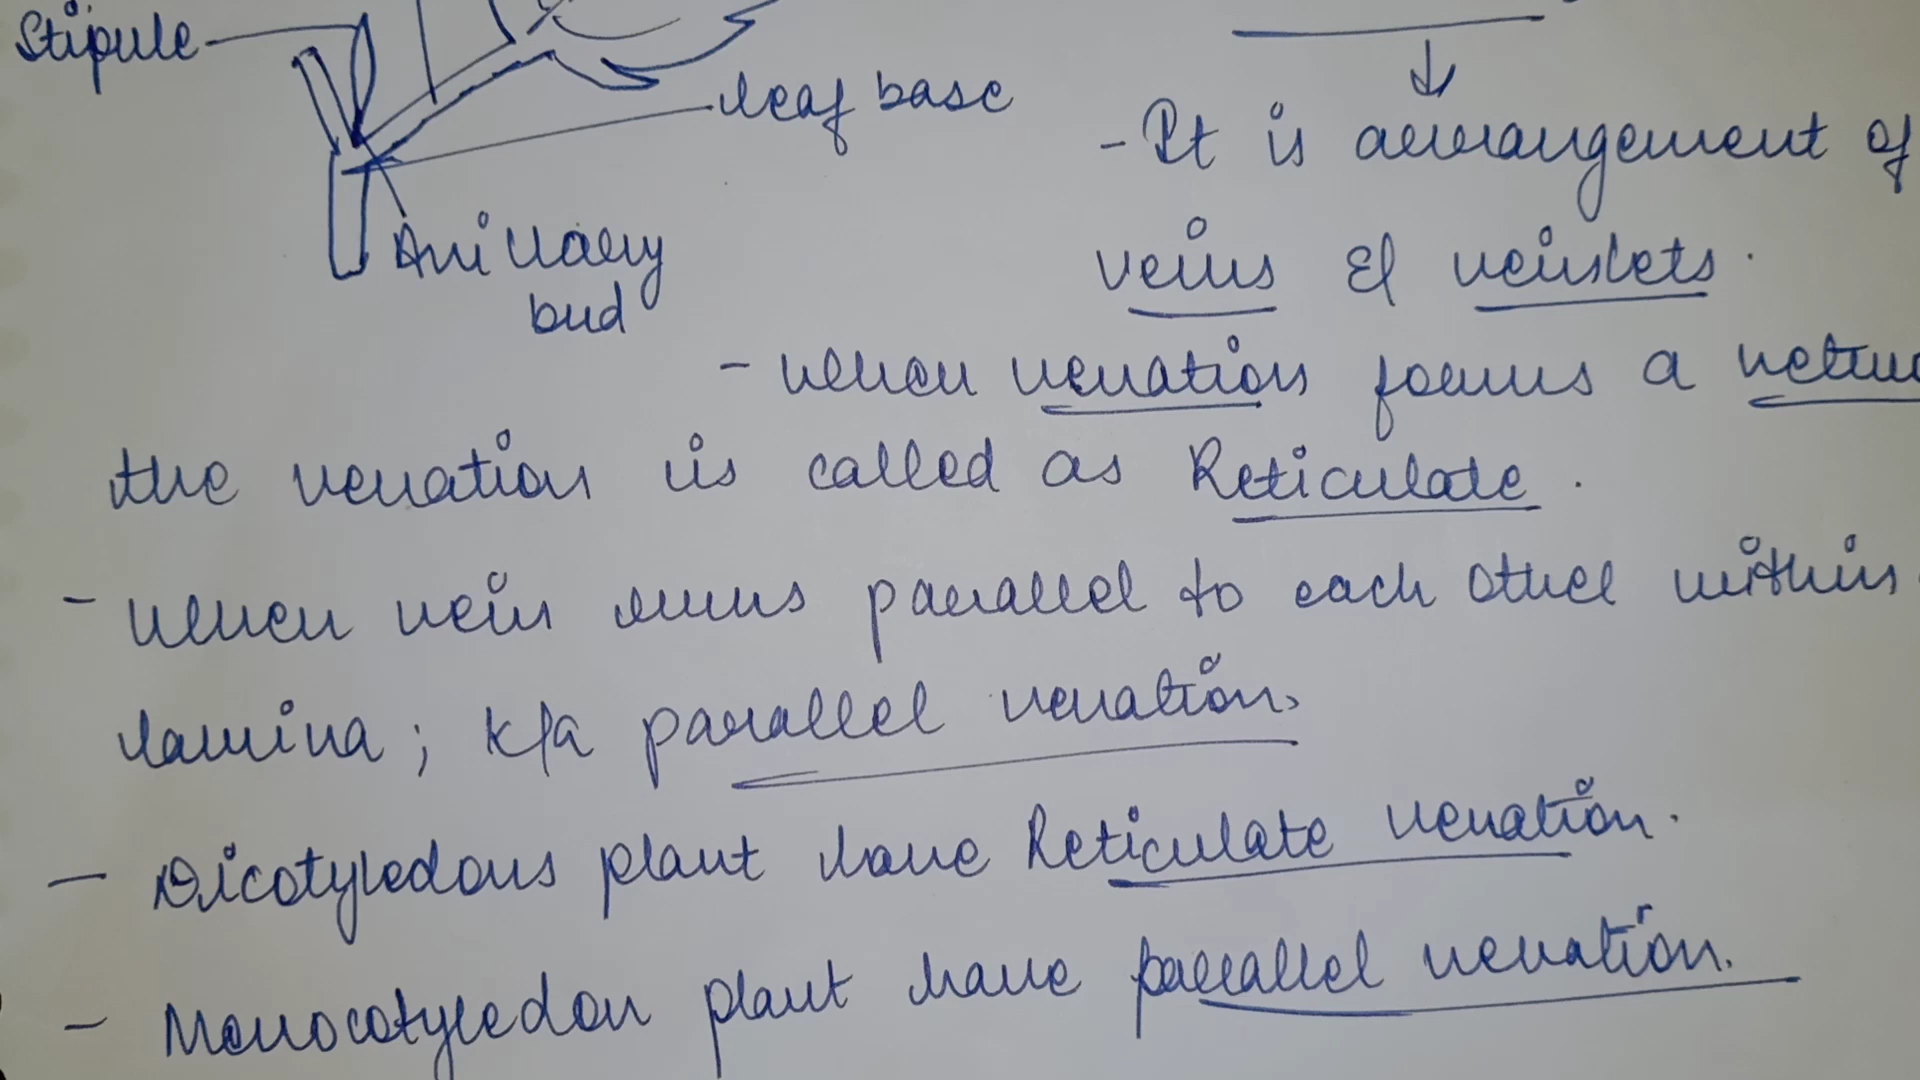 Stipule
leaf base
Axillary
bud
- It is arrangement of
veins & veinlets.
- when venation forms a
the venation is called as Reticulate.
- when vein runs parallel to each other within
lamina; k/a parallel venation.
- Dicotyledons plant have Reticulate venation.
- Monocotyledon plant have parallel venation.